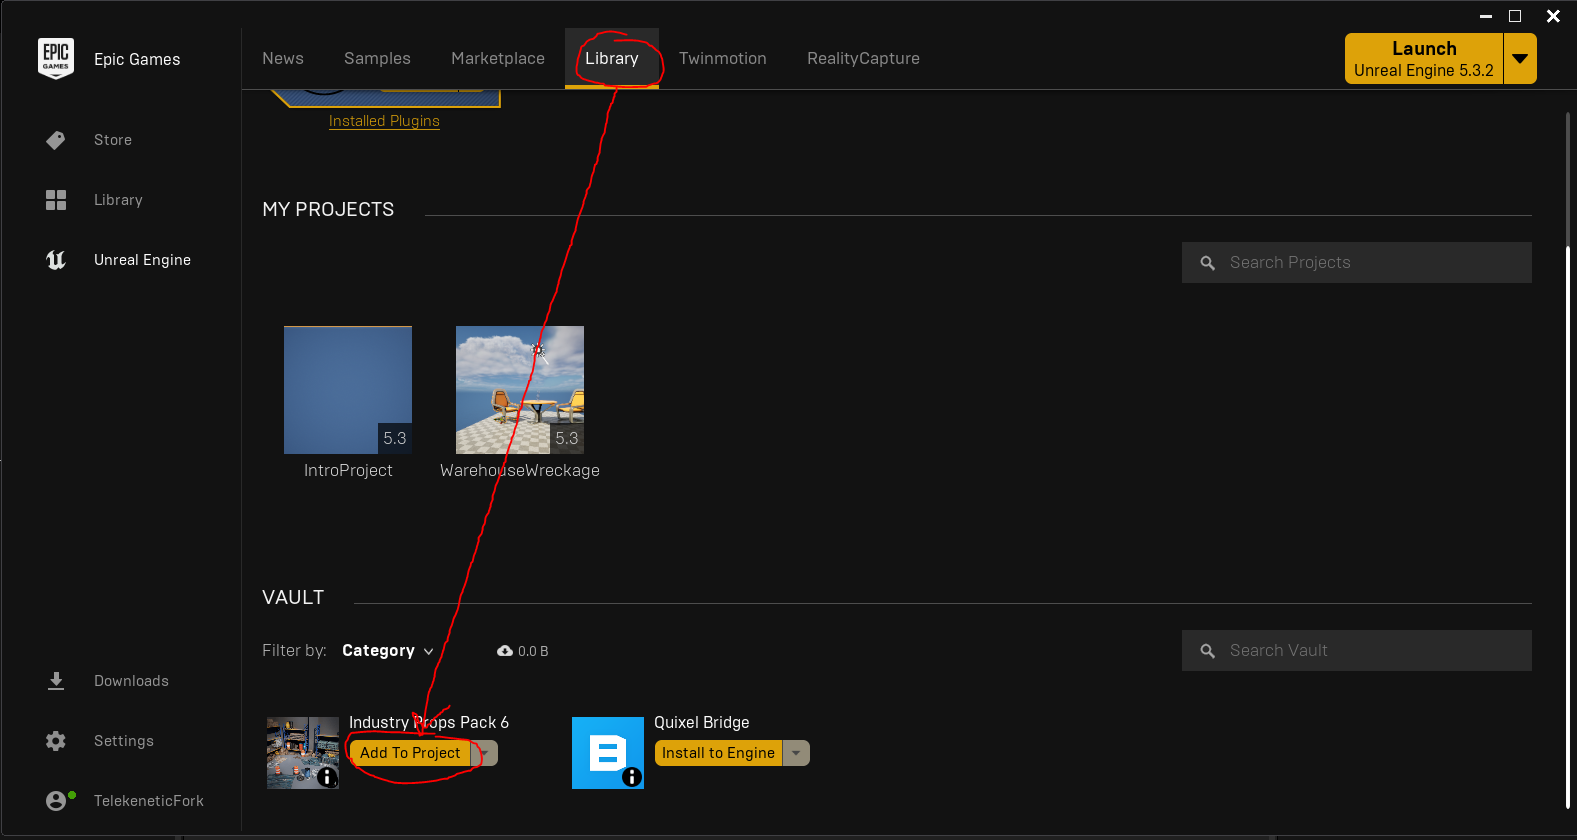 EPIC
GAMES
Epic Games
News
Samples
Marketplace
Library
Twinmotion
RealityCapture
Launch
Unreal Engine 5.3.2
Store
Library
Unreal Engine
Installed Plugins
MY PROJECTS
Search Projects
5.3
5.3
IntroProject
WarehouseWreckage
VAULT
Filter by:
Category
0.0 B
Search Vault
Industry Props Pack 6
Add To Project
Quixel Bridge
Install to Engine
Downloads
Settings
TelekeneticFork